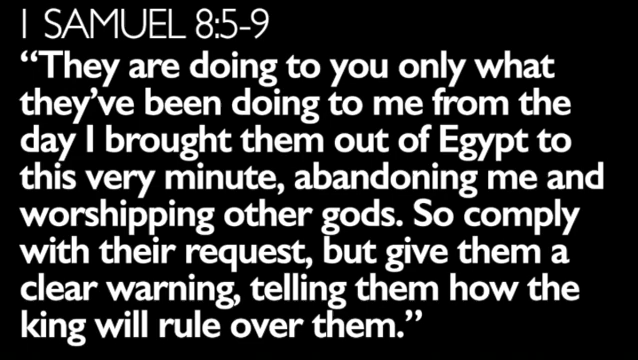 1 SAMUEL 8:5-9
“They are doing to you only what
they’ve been doing to me from the
day I brought them out of Egypt to
this very minute, abandoning me and
worshipping other gods. So comply
with their request, but give them a
clear warning, telling them how the
king will rule over them.”